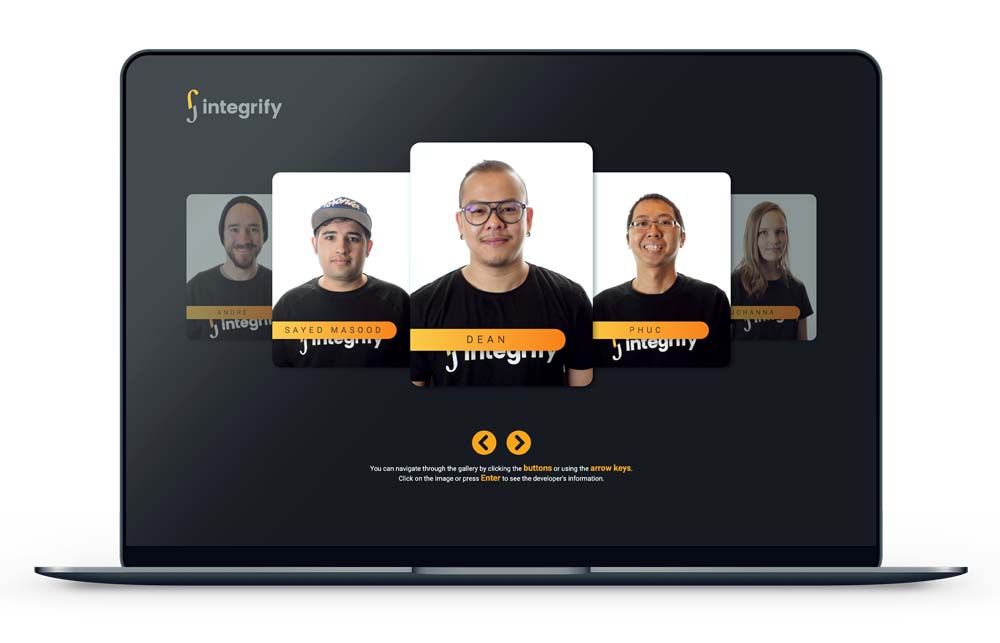 integrify
ANDRE
SAYED MASOOD
DEAN
PHUC
JOHANNA
integrify
integrify
integrify
integrify
You can navigate through the gallery by clicking the buttons or using the arrow keys.
Click on the image or press Enter to see the developer's information.